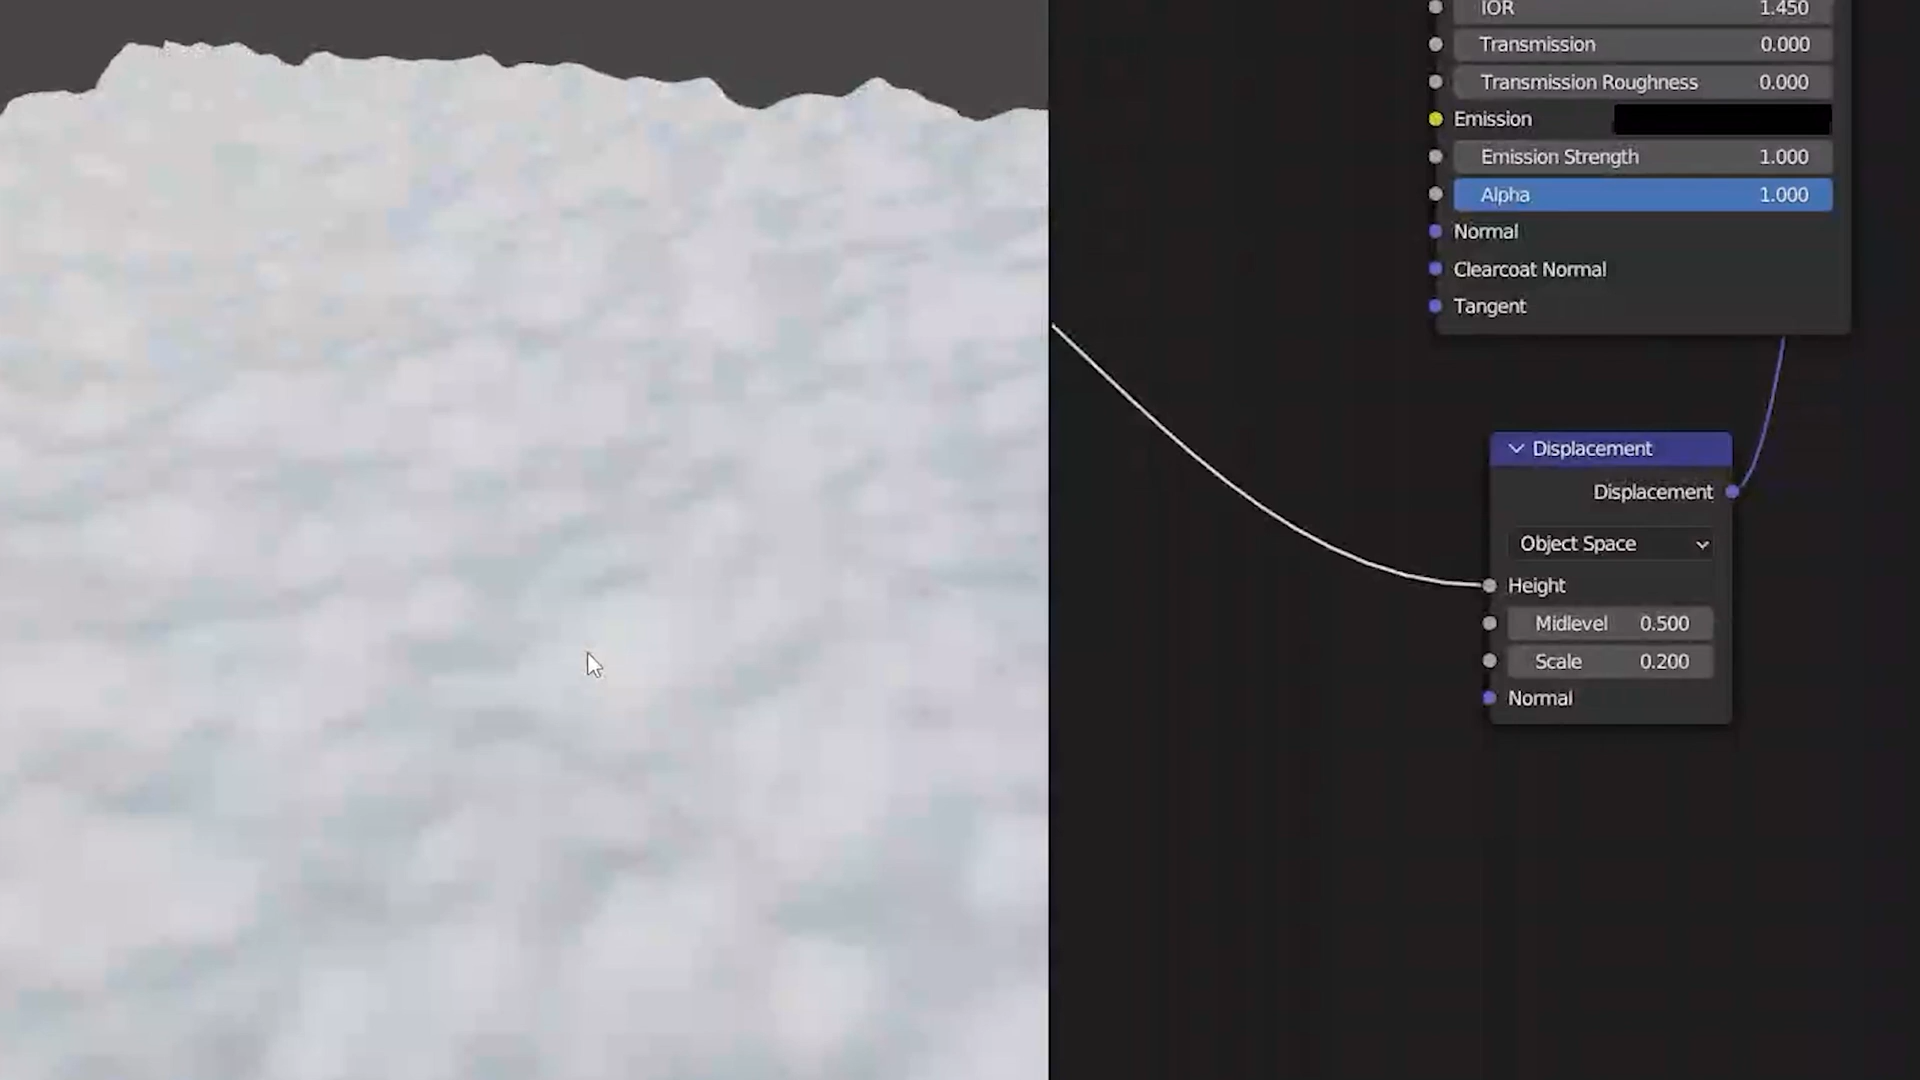 IOR 1.450
Transmission 0.000
Transmission Roughness 0.000
Emission
Emission Strength 1.000
Alpha 1.000
Normal
Clearcoat Normal
Tangent
Displacement
Displacement
Object Space
Height
Midlevel 0.500
Scale 0.200
Normal